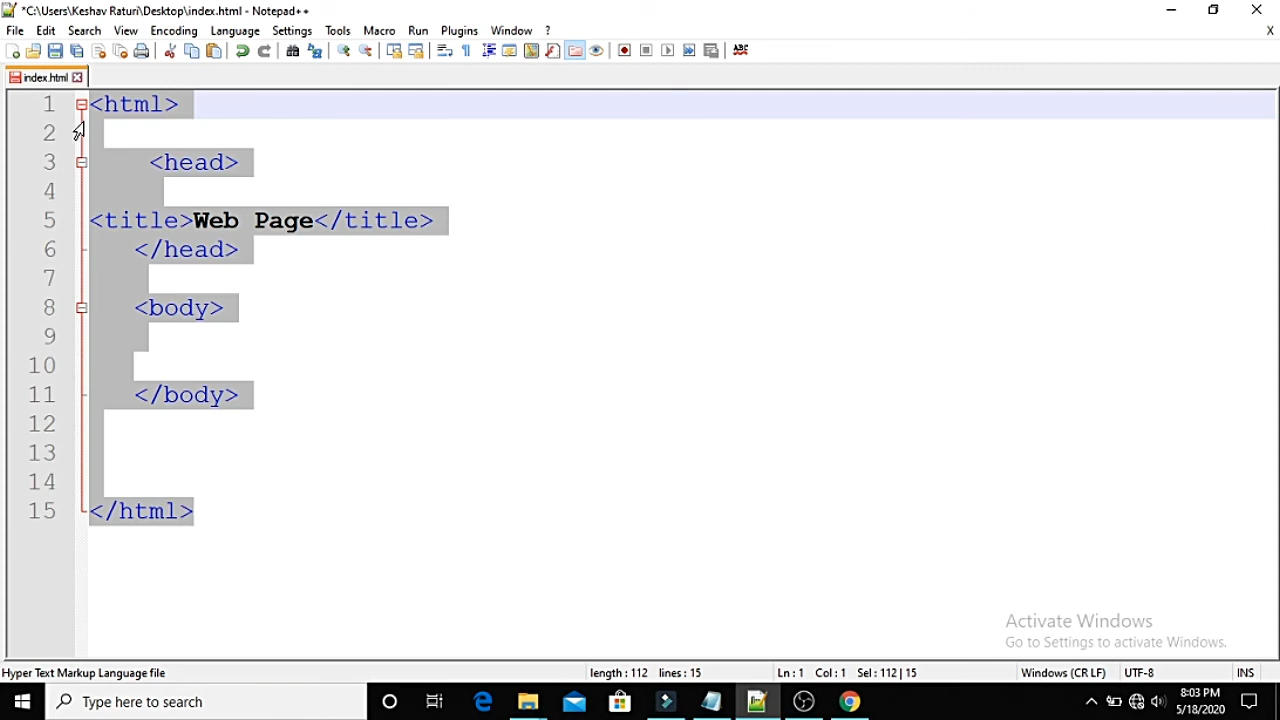 *C:\Users\Keshav Raturi\Desktop\index.html - Notepad++
File Edit Search View Encoding Language Settings Tools Macro Run Plugins Window ? X
index.html
1 <html>
2
3 <head>
4
5 <title>Web Page</title>
6 </head>
7
8 <body>
9
10
11 </body>
12
13
14
15 </html>
Activate Windows
Go to Settings to activate Windows.
Hyper Text Markup Language file length : 112 lines : 15 Ln : 1 Col : 1 Sel : 112 | 15 Windows (CR LF) UTF-8 INS
Type here to search
8:03 PM
5/18/2020